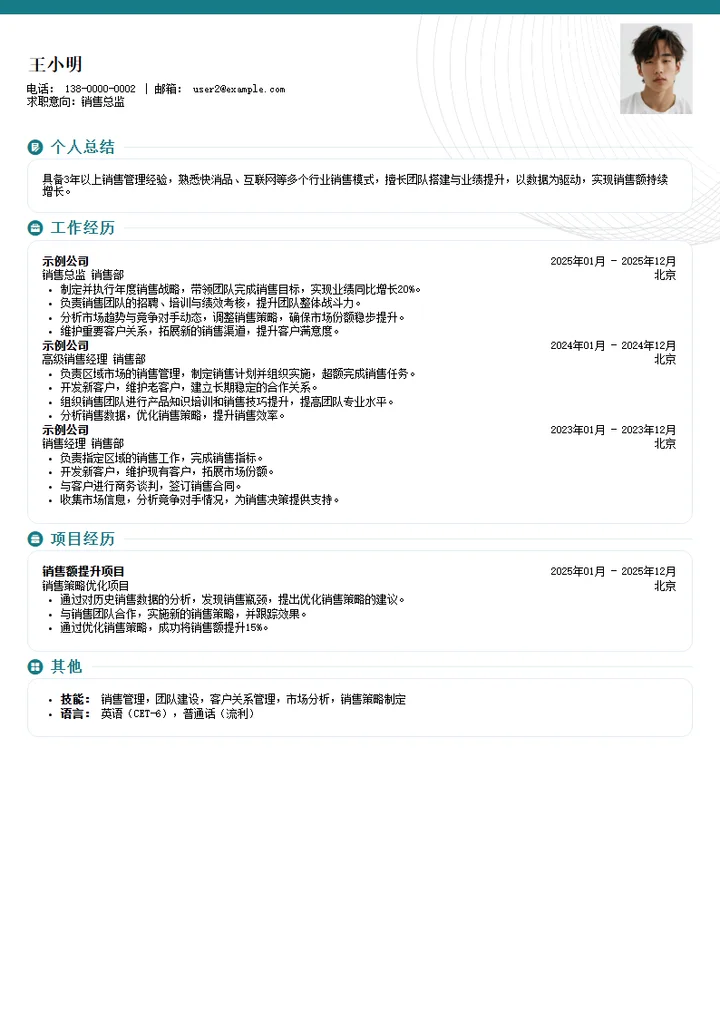 王小明
电话： 138-0000-0002 | 邮箱： user2@example.com
求职意向：销售总监
个人总结
具备3年以上销售管理经验，熟悉快消品、互联网等多个行业销售模式，擅长团队搭建与业绩提升，以数据为驱动，实现销售额持续
增长。
工作经历
示例公司 2025年01月 - 2025年12月
销售总监 销售部 北京
• 制定并执行年度销售战略，带领团队完成销售目标，实现业绩同比增长20%。
• 负责销售团队的招聘、培训与绩效考核，提升团队整体战斗力。
• 分析市场趋势与竞争对手动态，调整销售策略，确保市场份额稳步提升。
• 维护重要客户关系，拓展新的销售渠道，提升客户满意度。
示例公司 2024年01月 - 2024年12月
高级销售经理 销售部 北京
• 负责区域市场的销售管理，制定销售计划并组织实施，超额完成销售任务。
• 开发新客户，维护老客户，建立长期稳定的合作关系。
• 组织销售团队进行产品知识培训和销售技巧提升，提高团队专业水平。
• 分析销售数据，优化销售策略，提升销售效率。
示例公司 2023年01月 - 2023年12月
销售经理 销售部 北京
• 负责指定区域的销售工作，完成销售指标。
• 开发新客户，维护现有客户，拓展市场份额。
• 与客户进行商务谈判，签订销售合同。
• 收集市场信息，分析竞争对手情况，为销售决策提供支持。
项目经历
销售额提升项目 2025年01月 - 2025年12月
销售策略优化项目 北京
• 通过对历史销售数据的分析，发现销售瓶颈，提出优化销售策略的建议。
• 与销售团队合作，实施新的销售策略，并跟踪效果。
• 通过优化销售策略，成功将销售额提升15%。
其他
• 技能： 销售管理，团队建设，客户关系管理，市场分析，销售策略制定
• 语言： 英语（CET-6），普通话（流利）